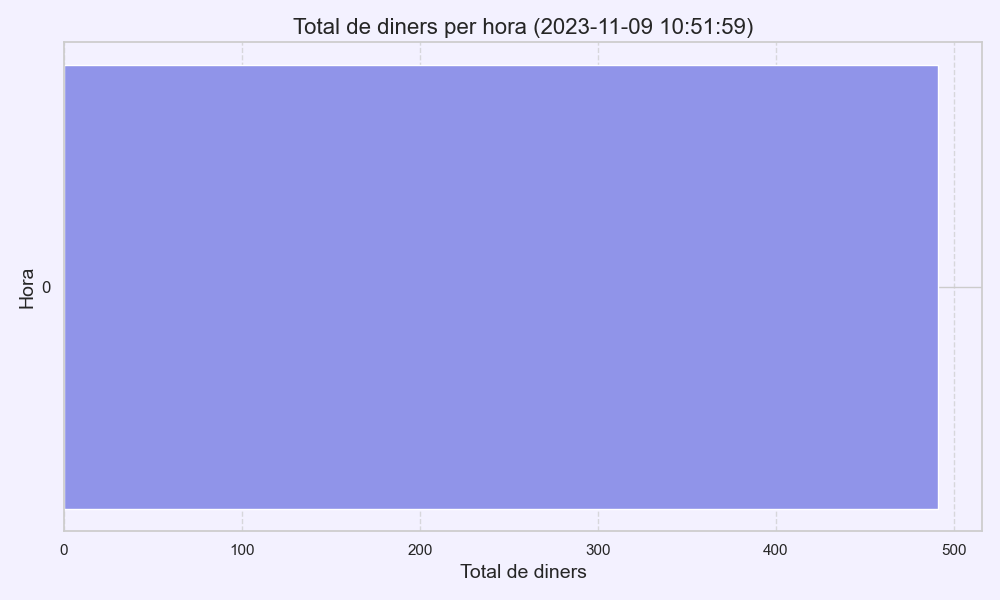 Total de diners per hora (2023-11-09 10:51:59)
Hora
0
0 100 200 300 400 500
Total de diners